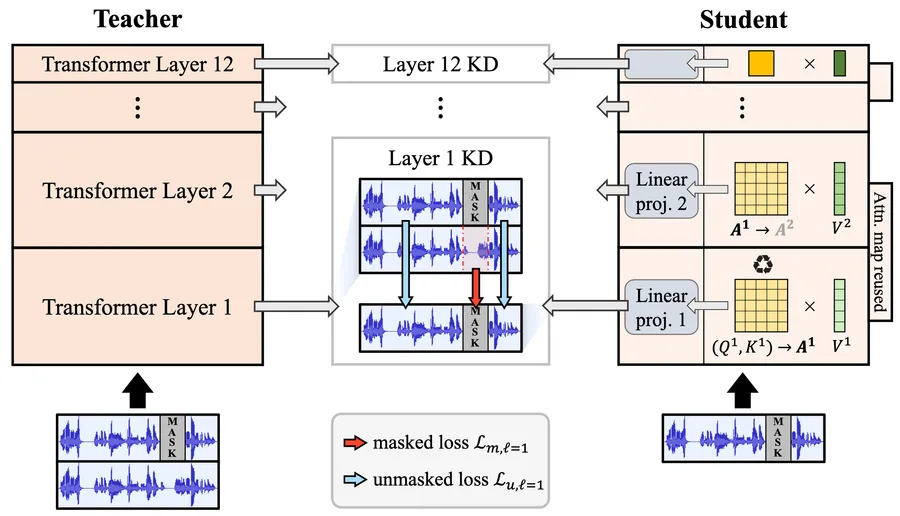 Teacher
Student
Transformer Layer 12
Layer 12 KD
×
⋮
⋮
⋮
Transformer Layer 2
Layer 1 KD
MASK
Linear
proj. 2
×
A¹ → A²
V²
Attn. map reused
Transformer Layer 1
MASK
Linear
proj. 1
×
(Q¹, K¹) → A¹
V¹
MASK
masked loss ℒₘ,ℓ₌₁
unmasked loss ℒᵤ,ℓ₌₁
MASK